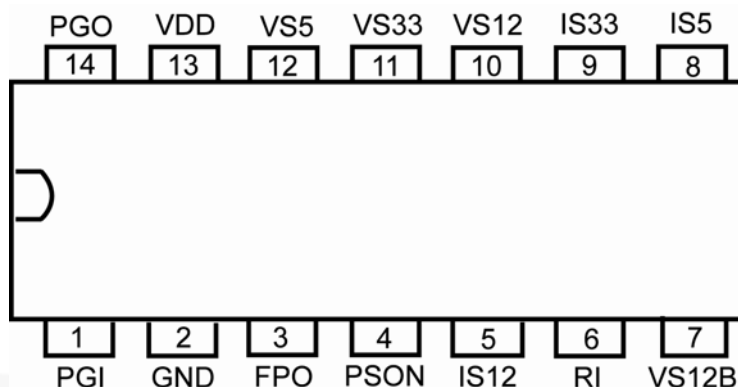 PGO VDD VS5 VS33 VS12 IS33 IS5
14 13 12 11 10 9 8
1 2 3 4 5 6 7
PGI GND FPO PSON IS12 RI VS12B